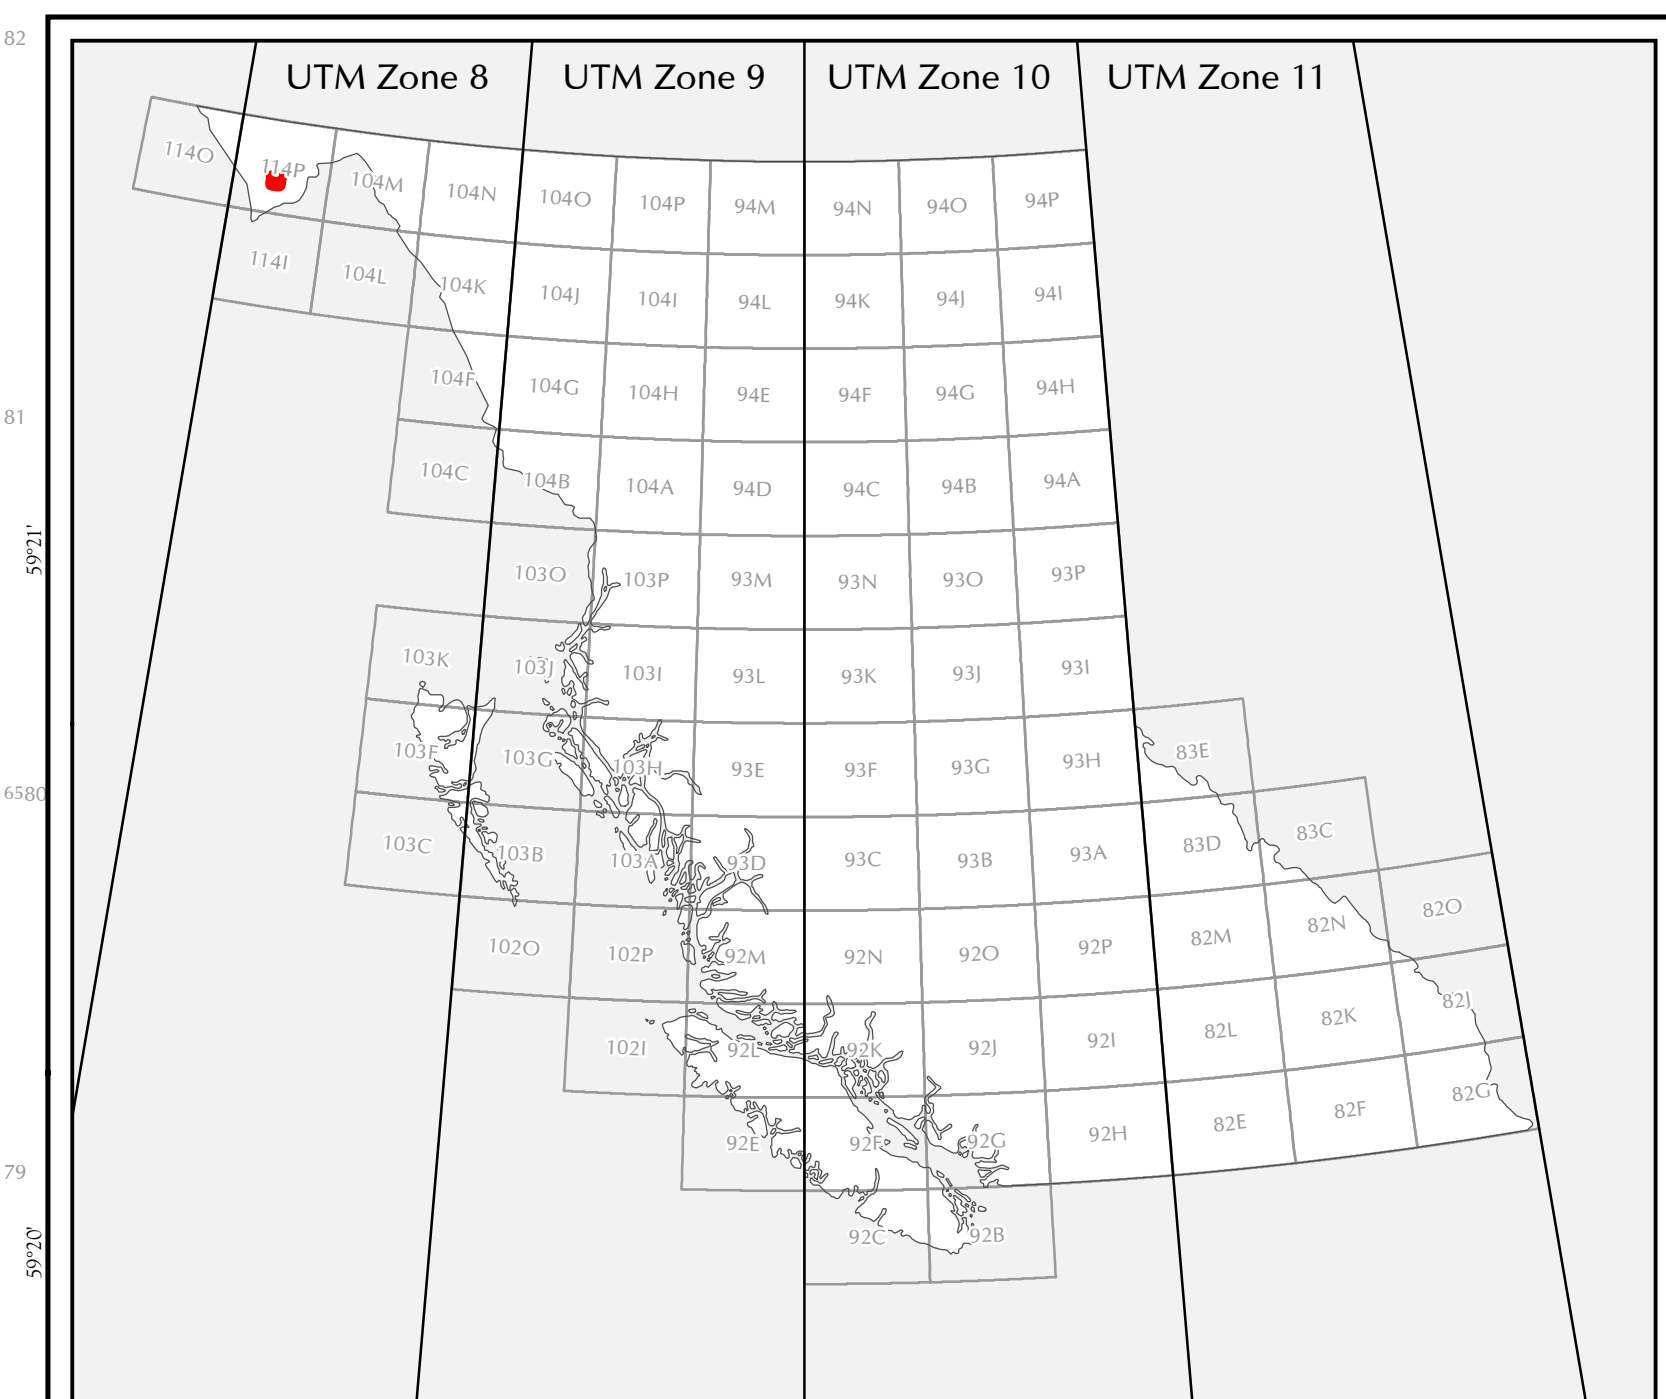 82
UTM Zone 8 UTM Zone 9 UTM Zone 10 UTM Zone 11
114O 114P 104M 104N 104O 104P 94M 94N 94O 94P
114I 104L 104K 104J 104I 94L 94K 94J 94I
104F 104G 104H 94E 94F 94G 94H
81
104C 104B 104A 94D 94C 94B 94A
59°21'
103O 103P 93M 93N 93O 93P
103K 103J 103I 93L 93K 93J 93I
103F 103G 103H 93E 93F 93G 93H 83E
6580
103C 103B 103A 93D 93C 93B 93A 83D 83C
102O 102P 92M 92N 92O 92P 82M 82N 82O
102I 92L 92K 92J 92I 82L 82K 82J
92E 92F 92G 92H 82E 82F 82G
79
59°20'
92C 92B